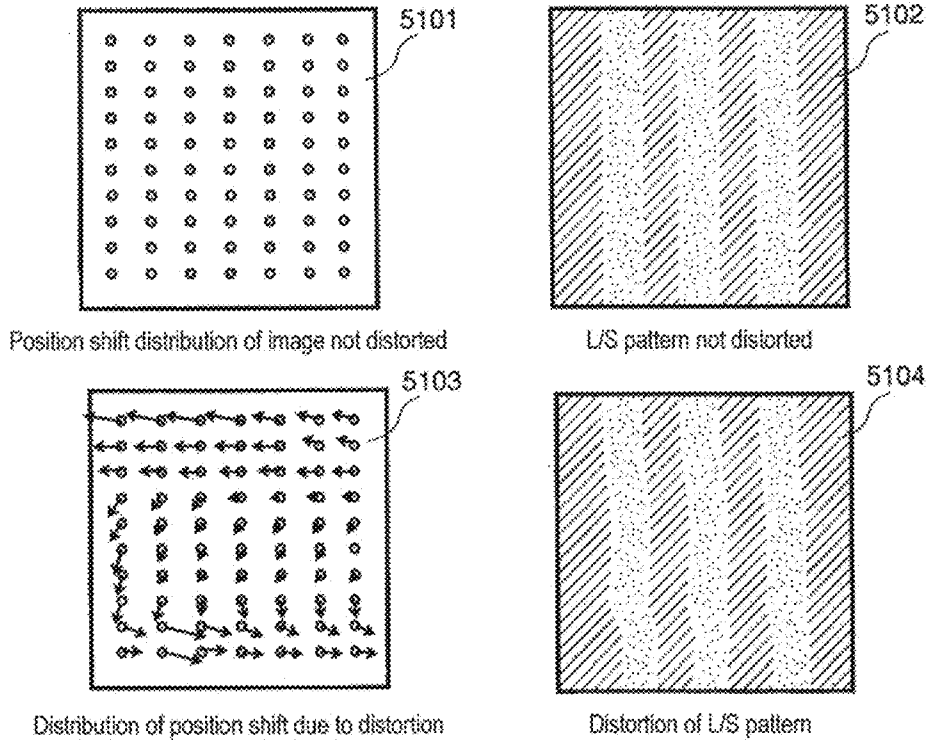 5101
5102
Position shift distribution of image not distorted
L/S pattern not distorted
5103
5104
Distribution of position shift due to distortion
Distortion of L/S pattern